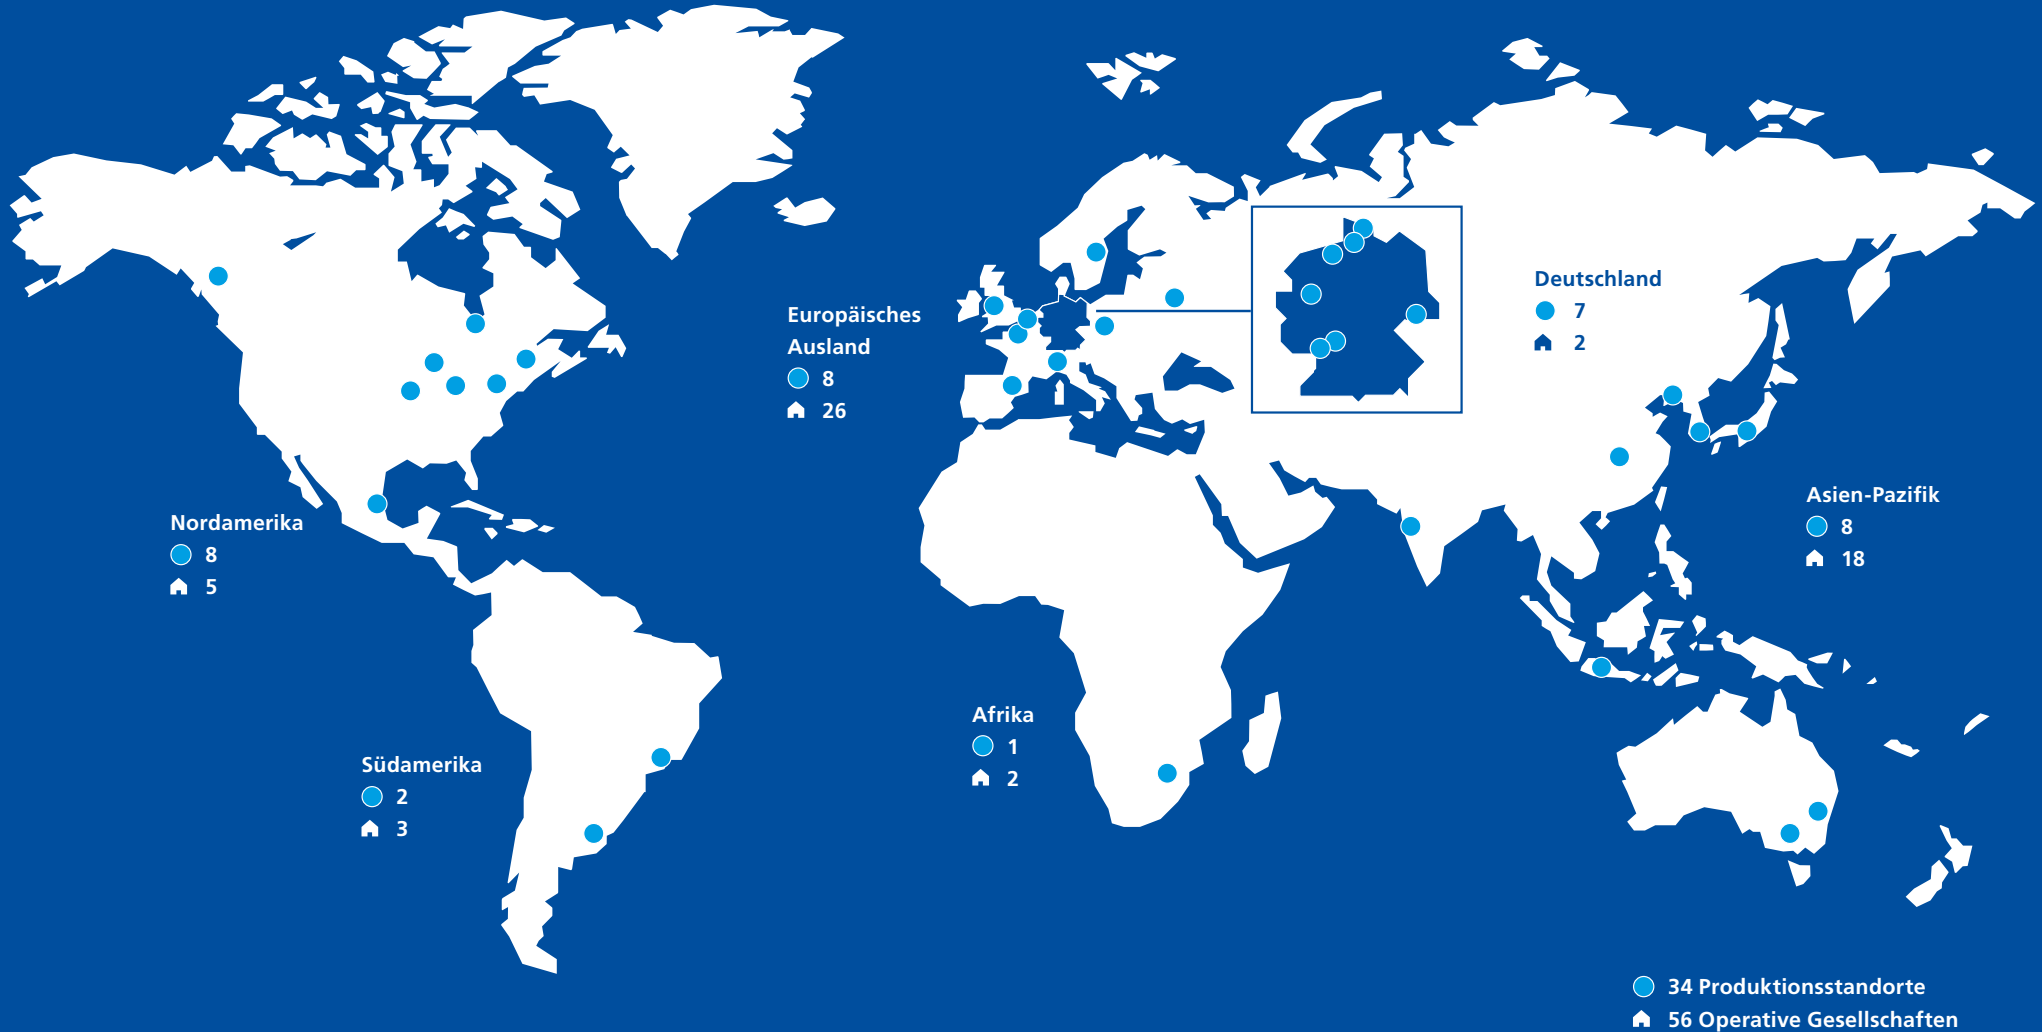 Europäisches
Ausland
8
26
Deutschland
7
2
Nordamerika
8
5
Asien-Pazifik
8
18
Südamerika
2
3
Afrika
1
2
34 Produktionsstandorte
56 Operative Gesellschaften